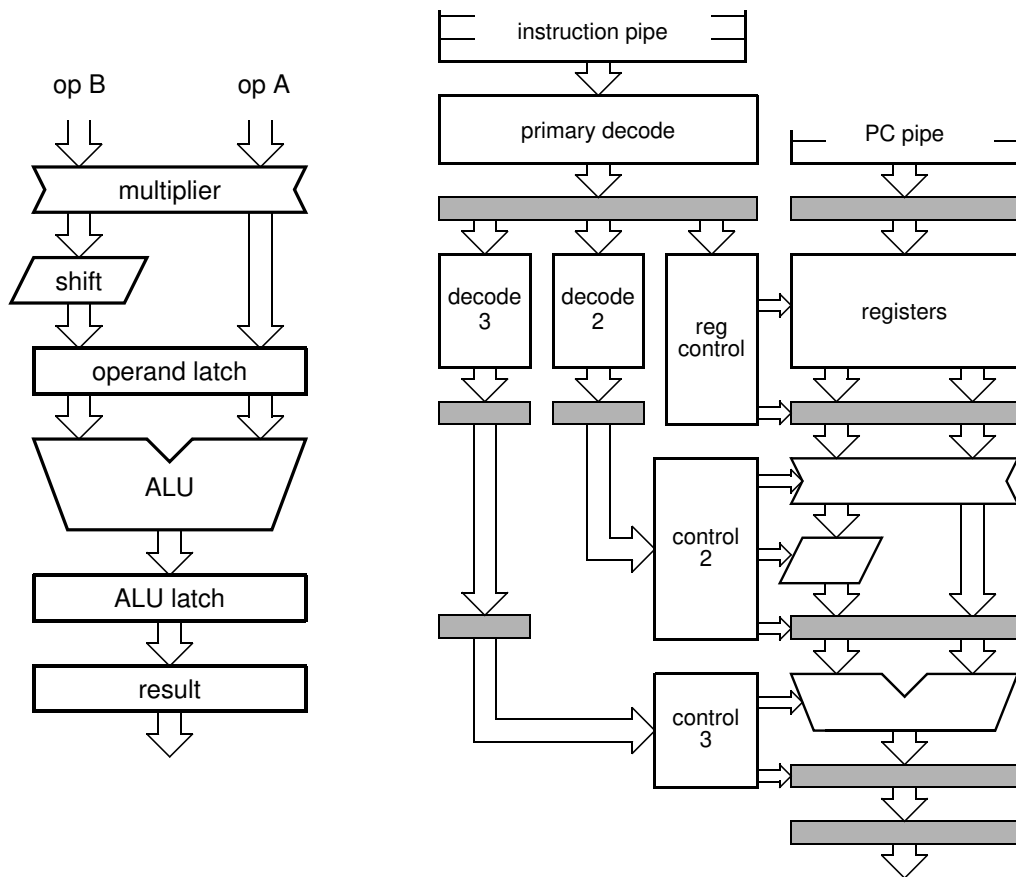 op B
op A
multiplier
shift
operand latch
ALU
ALU latch
result
instruction pipe
primary decode
PC pipe
decode
3
decode
2
reg
control
registers
control
2
control
3